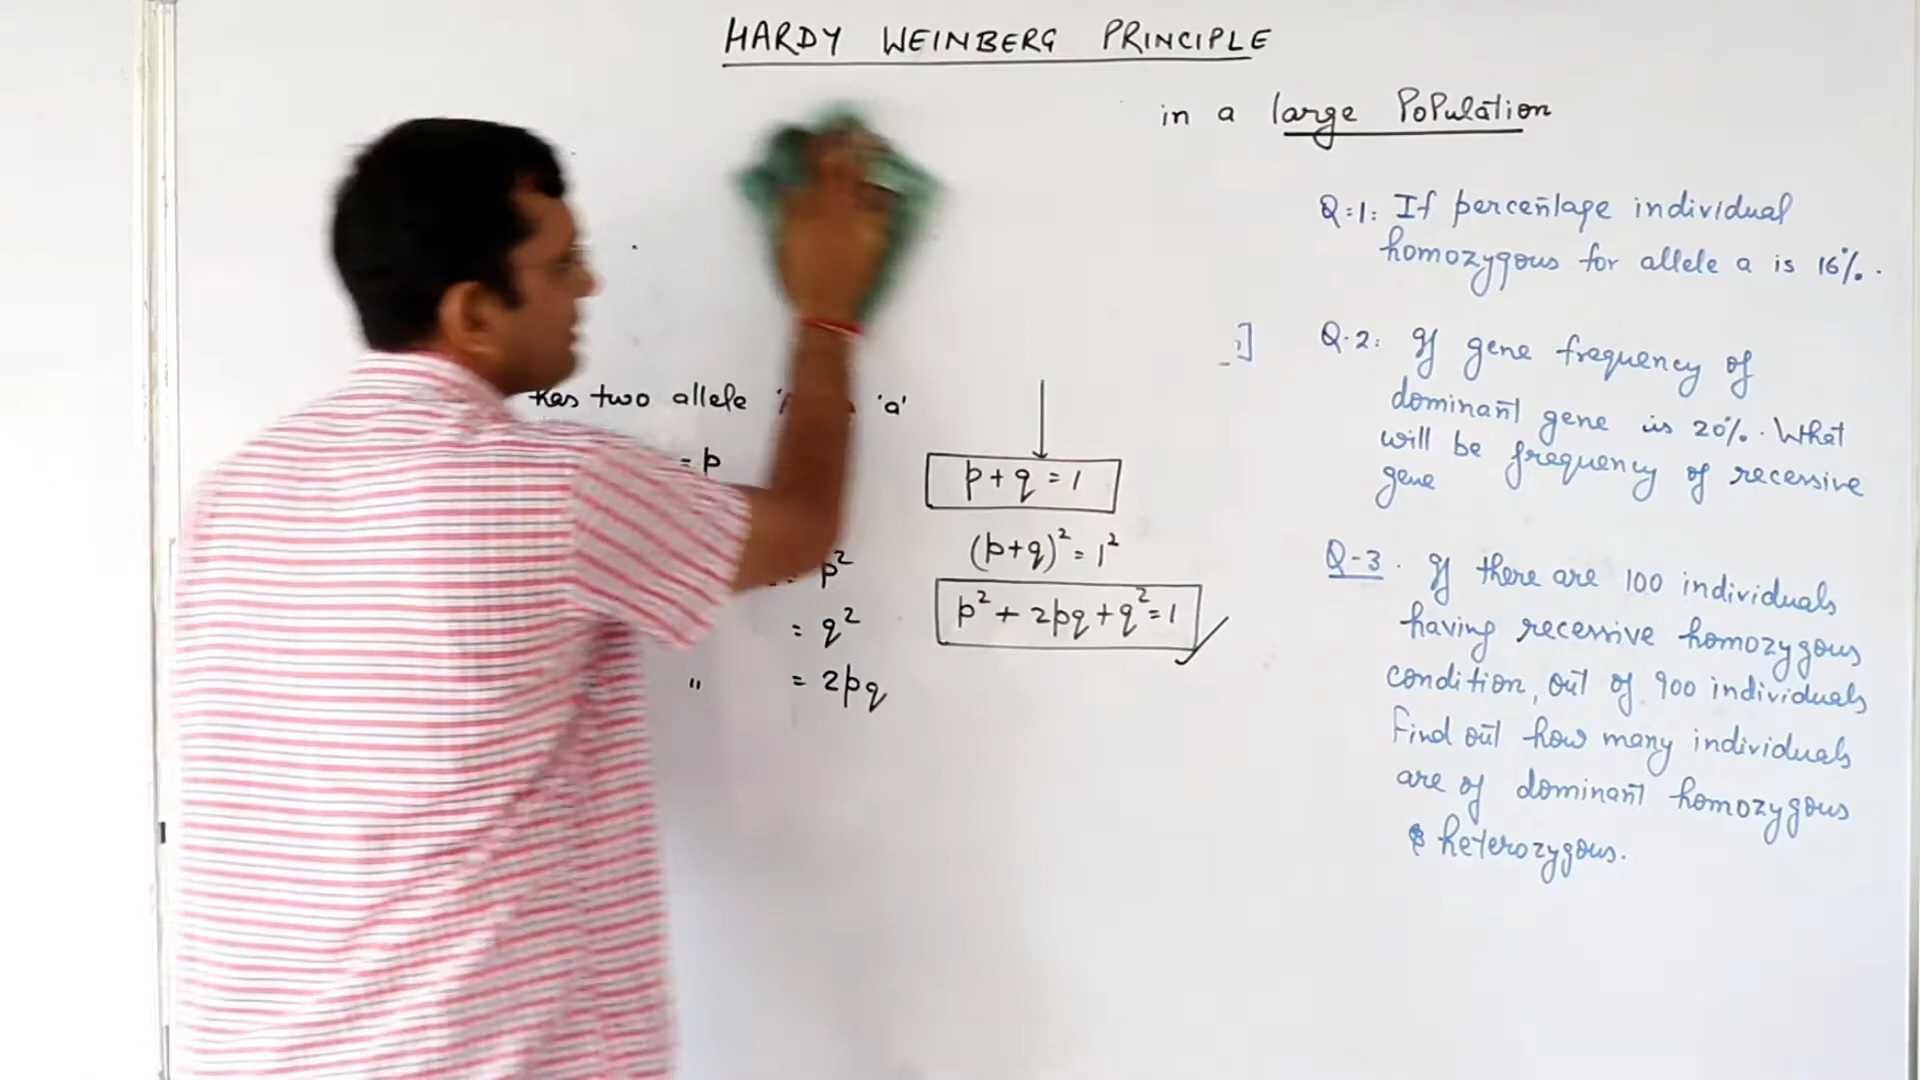 HARDY WEINBERG PRINCIPLE
in a large Population
Q:1: If percentage individual
homozygous for allele a is 16%.
Q.2: If gene frequency of
dominant gene is 20%. What
will be frequency of recessive
gene
Q-3. If there are 100 individuals
having recessive homozygous
condition, out of 900 individuals
Find out how many individuals
are of dominant homozygous
& heterozygous.
has two allele 'a'
= p
p²
= q²
" = 2pq
p + q = 1
(p+q)² = 1²
p² + 2pq + q² = 1